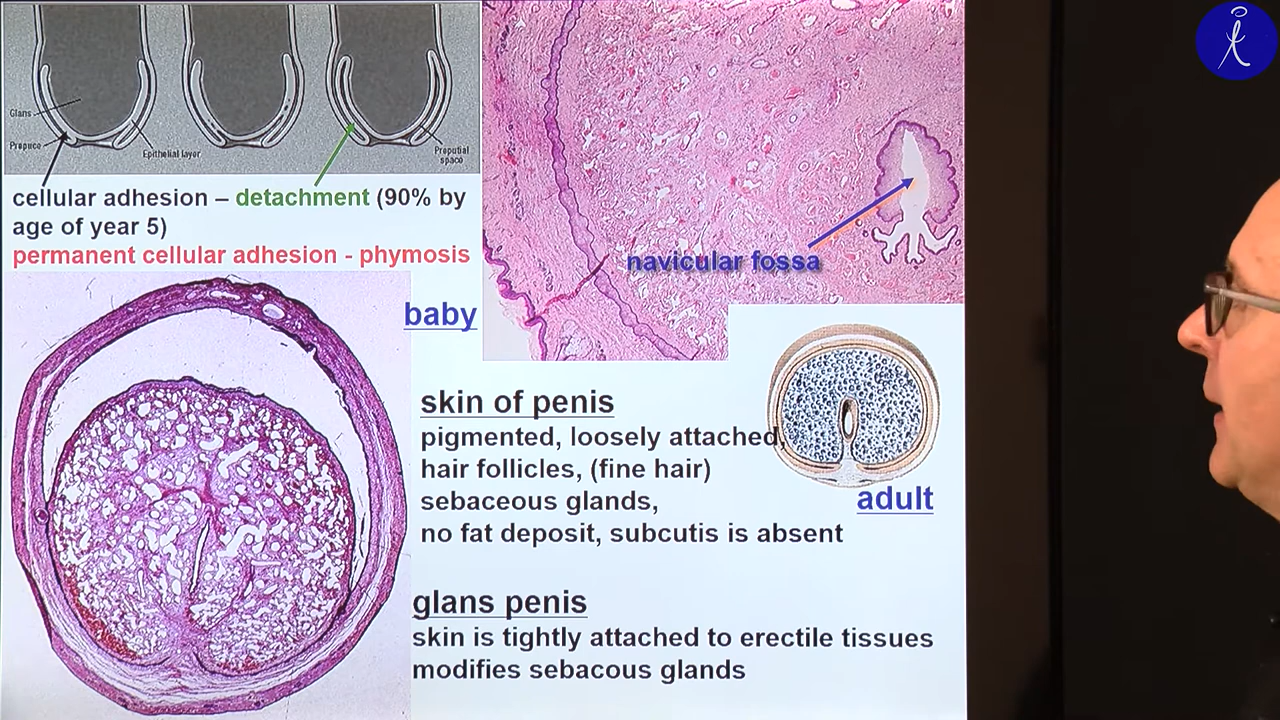 Glans
Prepuce
Epithelial layer
Preputial
space
cellular adhesion – detachment (90% by
age of year 5)
permanent cellular adhesion - phymosis
navicular fossa
baby
skin of penis
pigmented, loosely attached,
hair follicles, (fine hair)
sebaceous glands,
no fat deposit, subcutis is absent
adult
glans penis
skin is tightly attached to erectile tissues
modifies sebacous glands